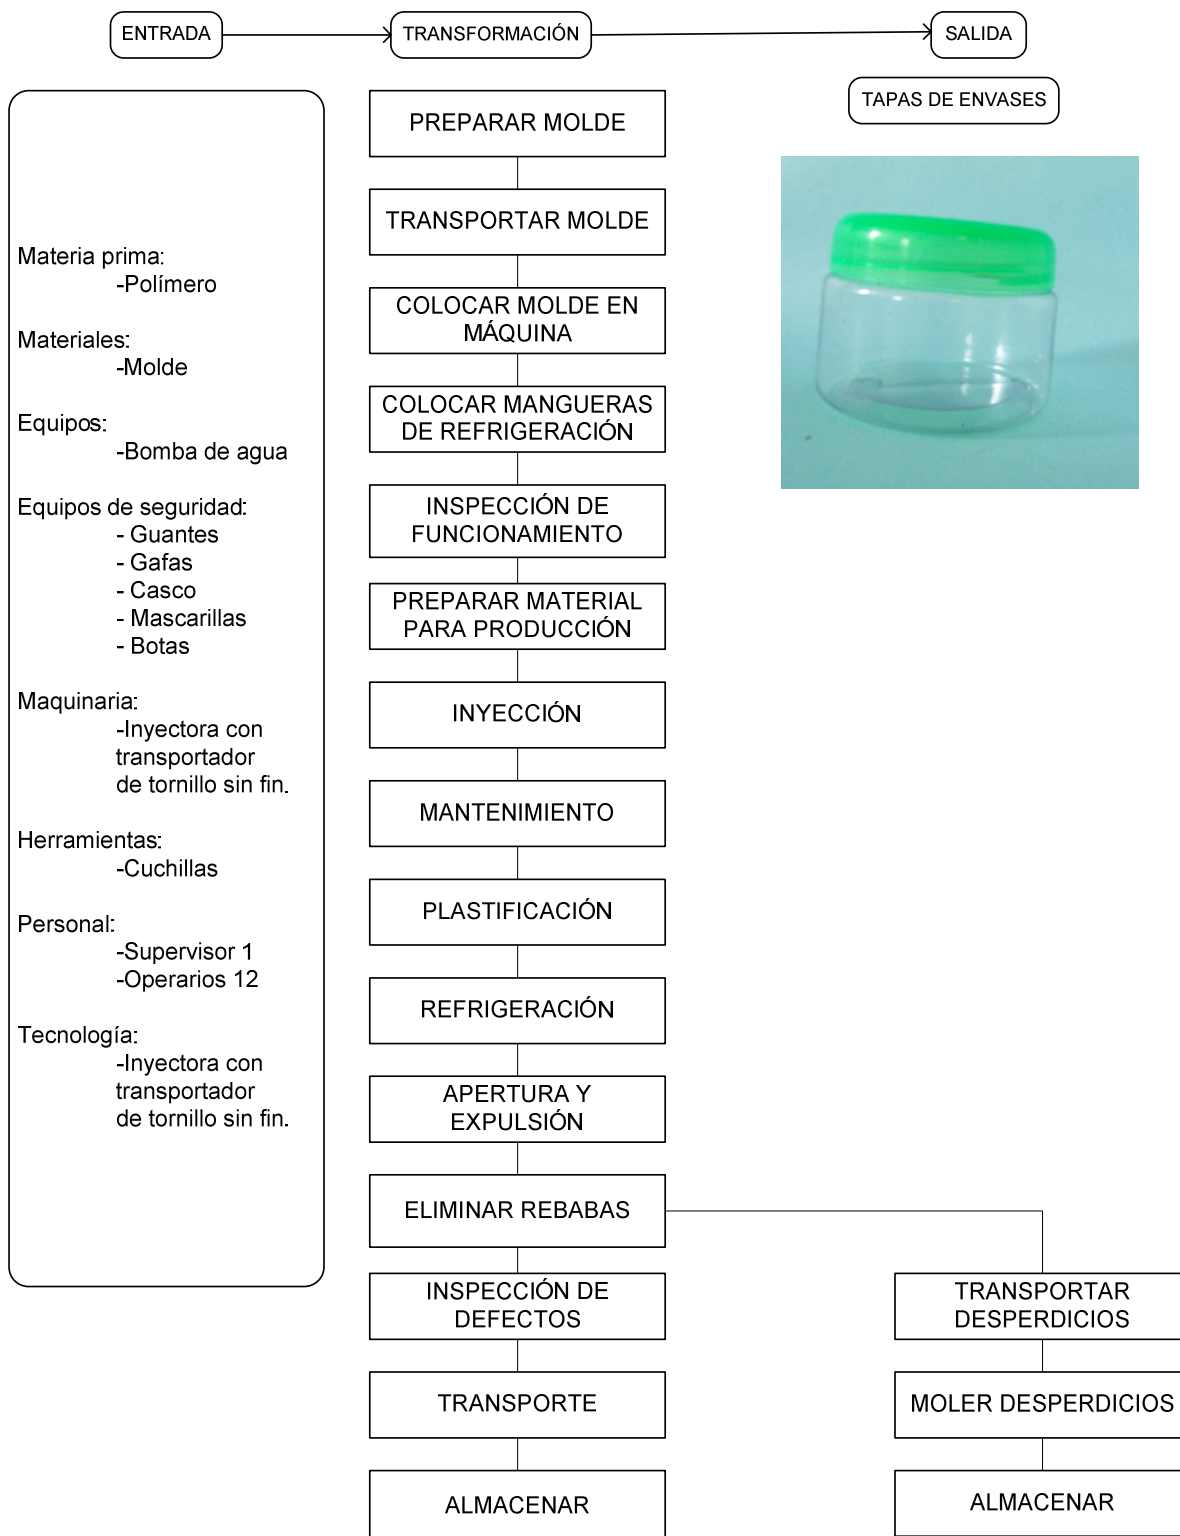 ENTRADA
TRANSFORMACIÓN
SALIDA
TAPAS DE ENVASES
Materia prima:
-Polímero
Materiales:
-Molde
Equipos:
-Bomba de agua
Equipos de seguridad:
- Guantes
- Gafas
- Casco
- Mascarillas
- Botas
Maquinaria:
-Inyectora con
transportador
de tornillo sin fin.
Herramientas:
-Cuchillas
Personal:
-Supervisor 1
-Operarios 12
Tecnología:
-Inyectora con
transportador
de tornillo sin fin.
PREPARAR MOLDE
TRANSPORTAR MOLDE
COLOCAR MOLDE EN
MÁQUINA
COLOCAR MANGUERAS
DE REFRIGERACIÓN
INSPECCIÓN DE
FUNCIONAMIENTO
PREPARAR MATERIAL
PARA PRODUCCIÓN
INYECCIÓN
MANTENIMIENTO
PLASTIFICACIÓN
REFRIGERACIÓN
APERTURA Y
EXPULSIÓN
ELIMINAR REBABAS
INSPECCIÓN DE
DEFECTOS
TRANSPORTE
ALMACENAR
TRANSPORTAR
DESPERDICIOS
MOLER DESPERDICIOS
ALMACENAR